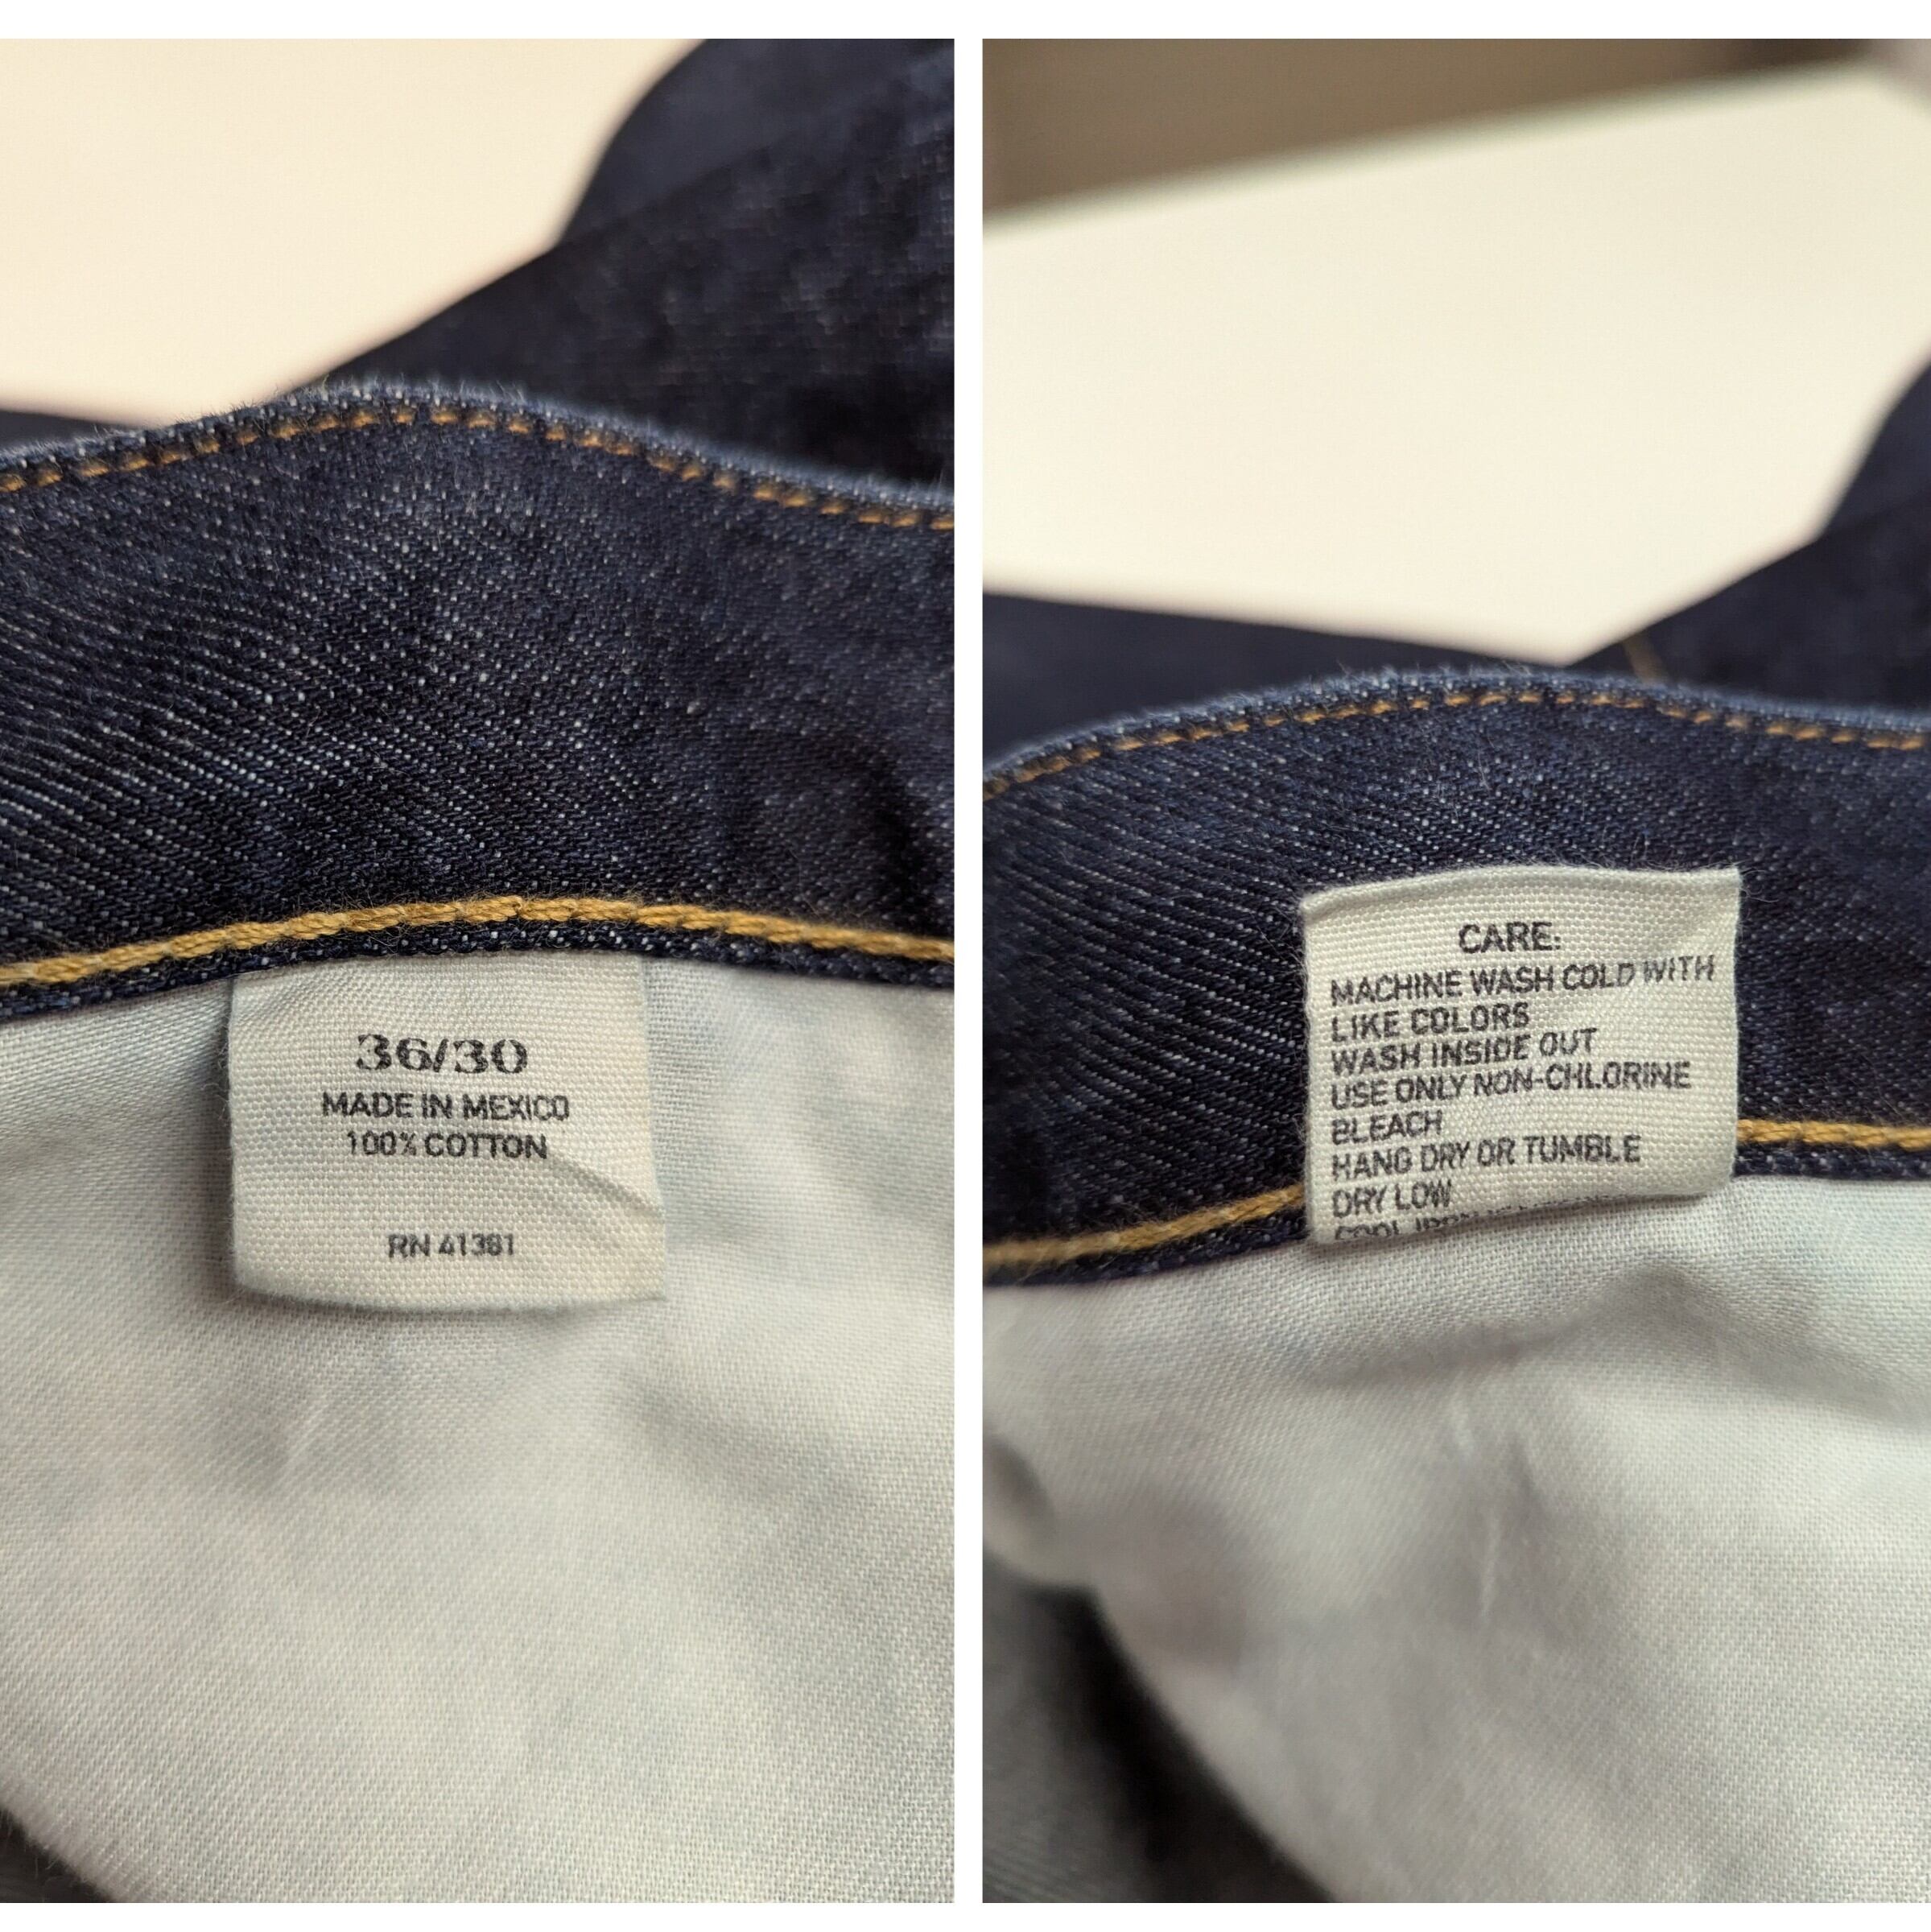 36/30
MADE IN MEXICO
100% COTTON
RN 41381
CARE:
MACHINE WASH COLD WITH
LIKE COLORS
WASH INSIDE OUT
USE ONLY NON-CHLORINE
BLEACH
HANG DRY OR TUMBLE
DRY LOW
COOL